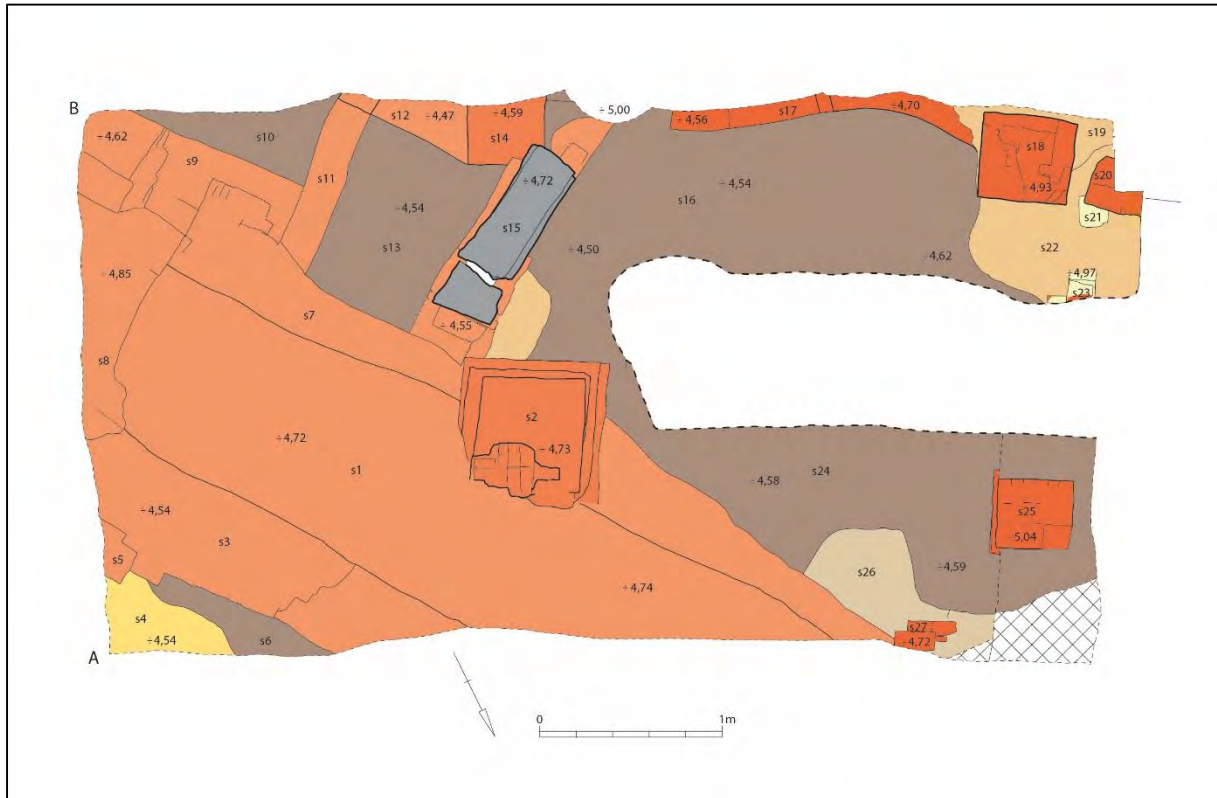 B
÷ 5,00
s12
÷4,47
÷4,59
s14
÷4,56
s17
÷4,70
÷4,62
s10
s9
s11
s18
s19
÷4,72
÷4,54
s20
÷4,93
÷4,54
s16
s15
s21
s13
÷4,50
÷4,62
s22
÷4,85
÷4,97
s23
s7
÷ 4,55
s8
s2
÷4,72
÷4,73
s1
÷4,58
s24
÷4,54
s25
s3
÷5,04
s5
s26
÷4,59
÷4,74
s4
÷4,54
s6
s27
÷4,72
A
0
1m